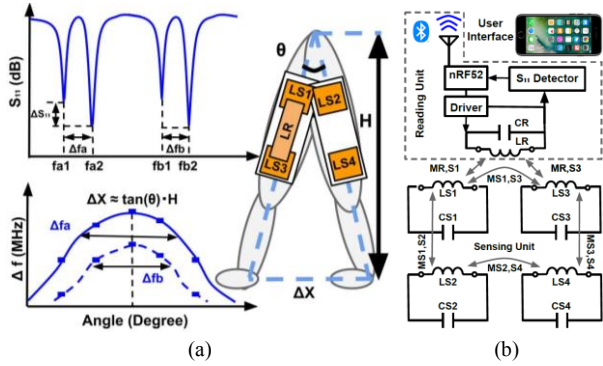 S₁₁ (dB)
ΔS₁₁
Δfa
Δfb
fa1
fa2
fb1
fb2
Δ f (MHz)
ΔX ≈ tan(θ)· H
Δfa
Δfb
Angle (Degree)
θ
LS1
LS2
LR
LS3
LS4
H
ΔX
(a)
User
Interface
Reading Unit
nRF52
S₁₁ Detector
Driver
CR
LR
MR,S1
MS1,S3
MR,S3
LS1
LS3
CS1
CS3
MS1,S2
Sensing Unit
MS3,S4
MS2,S4
LS2
LS4
CS2
CS4
(b)